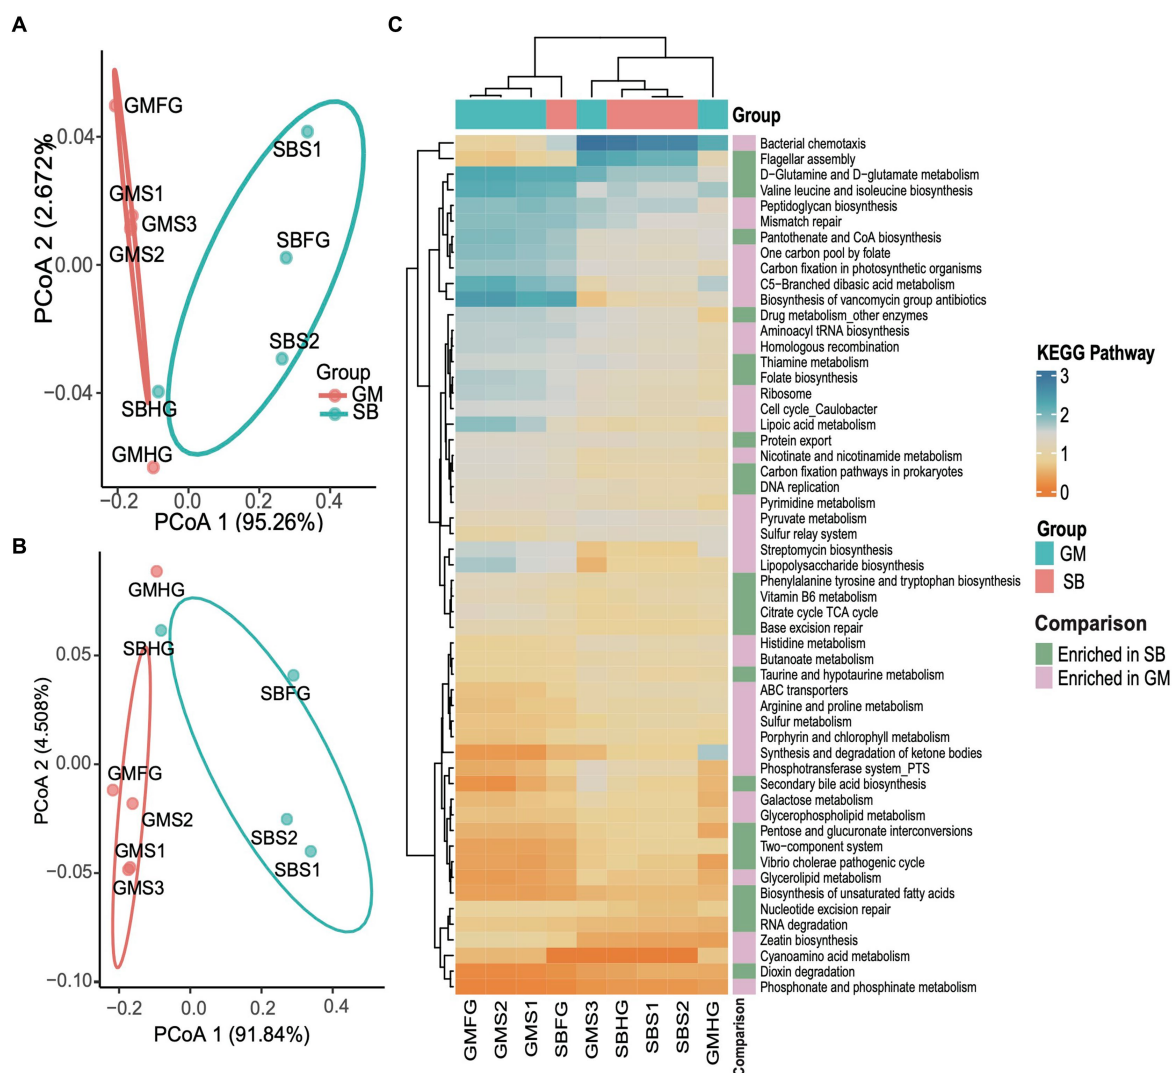 A
PCoA 2 (2.672%
0.04
0.00
−0.04
GMFG
GMS1
GMS3
GMS2
SBS1
SBFG
SBS2
SBHG
GMHG
Group
GM
SB
−0.2
0.0
0.2
0.4
PCoA 1 (95.26%)
B
PCoA 2 (4.508%)
0.05
0.00
−0.05
−0.10
GMHG
SBHG
SBFG
GMFG
GMS2
GMS1
GMS3
SBS2
SBS1
−0.2
0.0
0.2
0.4
PCoA 1 (91.84%)
C
Group
Bacterial chemotaxis
Flagellar assembly
D−Glutamine and D−glutamate metabolism
Valine leucine and isoleucine biosynthesis
Peptidoglycan biosynthesis
Mismatch repair
Pantothenate and CoA biosynthesis
One carbon pool by folate
Carbon fixation in photosynthetic organisms
C5−Branched dibasic acid metabolism
Biosynthesis of vancomycin group antibiotics
Drug metabolism_other enzymes
Aminoacyl tRNA biosynthesis
Homologous recombination
Thiamine metabolism
Folate biosynthesis
Ribosome
Cell cycle_Caulobacter
Lipoic acid metabolism
Protein export
Nicotinate and nicotinamide metabolism
Carbon fixation pathways in prokaryotes
DNA replication
Pyrimidine metabolism
Pyruvate metabolism
Sulfur relay system
Streptomycin biosynthesis
Lipopolysaccharide biosynthesis
Phenylalanine tyrosine and tryptophan biosynthesis
Vitamin B6 metabolism
Citrate cycle TCA cycle
Base excision repair
Histidine metabolism
Butanoate metabolism
Taurine and hypotaurine metabolism
ABC transporters
Arginine and proline metabolism
Sulfur metabolism
Porphyrin and chlorophyll metabolism
Synthesis and degradation of ketone bodies
Phosphotransferase system_PTS
Secondary bile acid biosynthesis
Galactose metabolism
Glycerophospholipid metabolism
Pentose and glucuronate interconversions
Two−component system
Vibrio cholerae pathogenic cycle
Glycerolipid metabolism
Biosynthesis of unsaturated fatty acids
Nucleotide excision repair
RNA degradation
Zeatin biosynthesis
Cyanoamino acid metabolism
Dioxin degradation
Phosphonate and phosphinate metabolism
GMFG
GMS2
GMS1
SBFG
GMS3
SBHG
SBS1
SBS2
GMHG
Comparison
KEGG Pathway
3
2
1
0
Group
GM
SB
Comparison
Enriched in SB
Enriched in GM